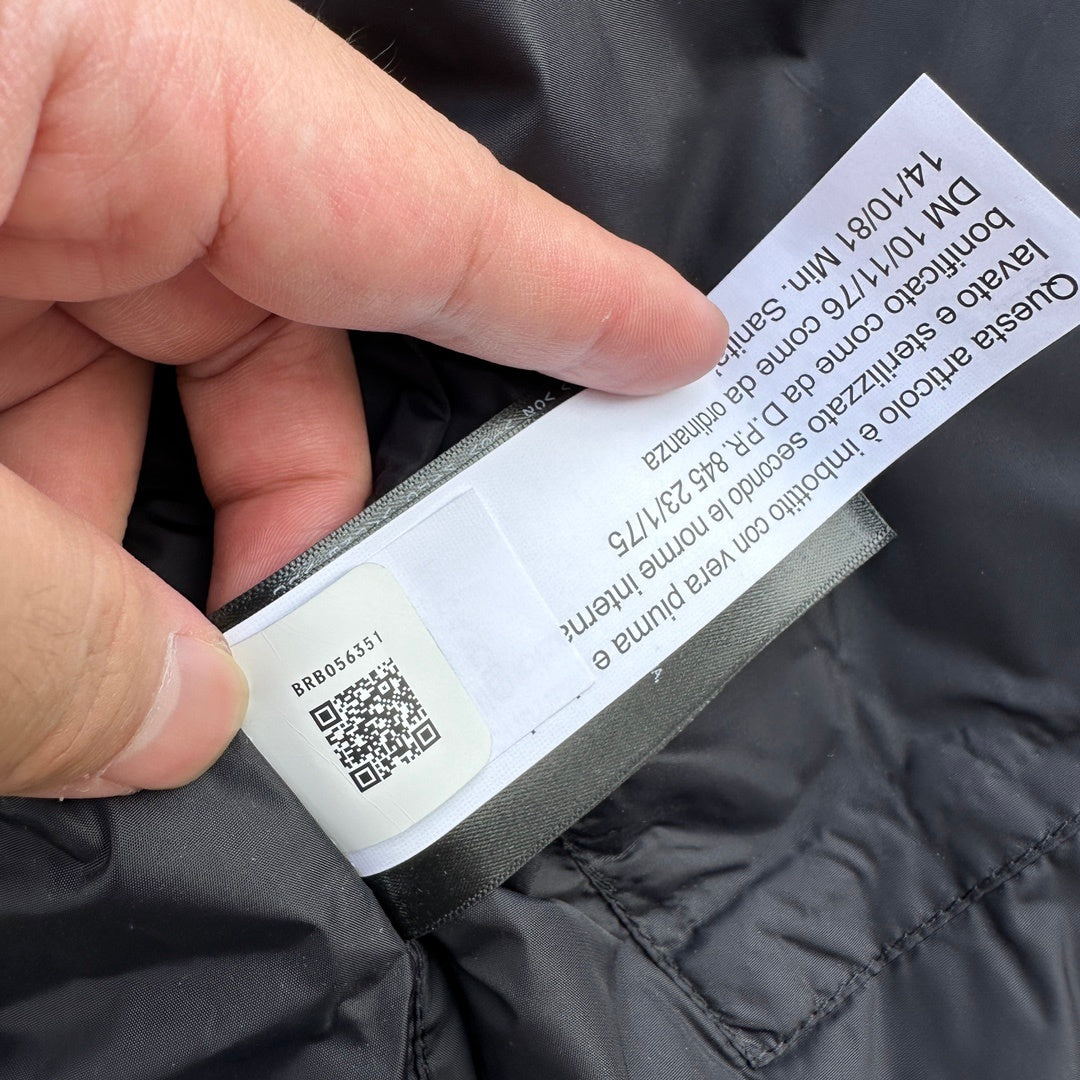 Questa articolo è imbottito con vera piuma e
lavato e sterilizzato secondo le norme interna
bonificato come da D.P.R. 845 23/1/75
DM 10/11/76 come da ordinanza
14/10/81 Min. Sanita'
BRB056351